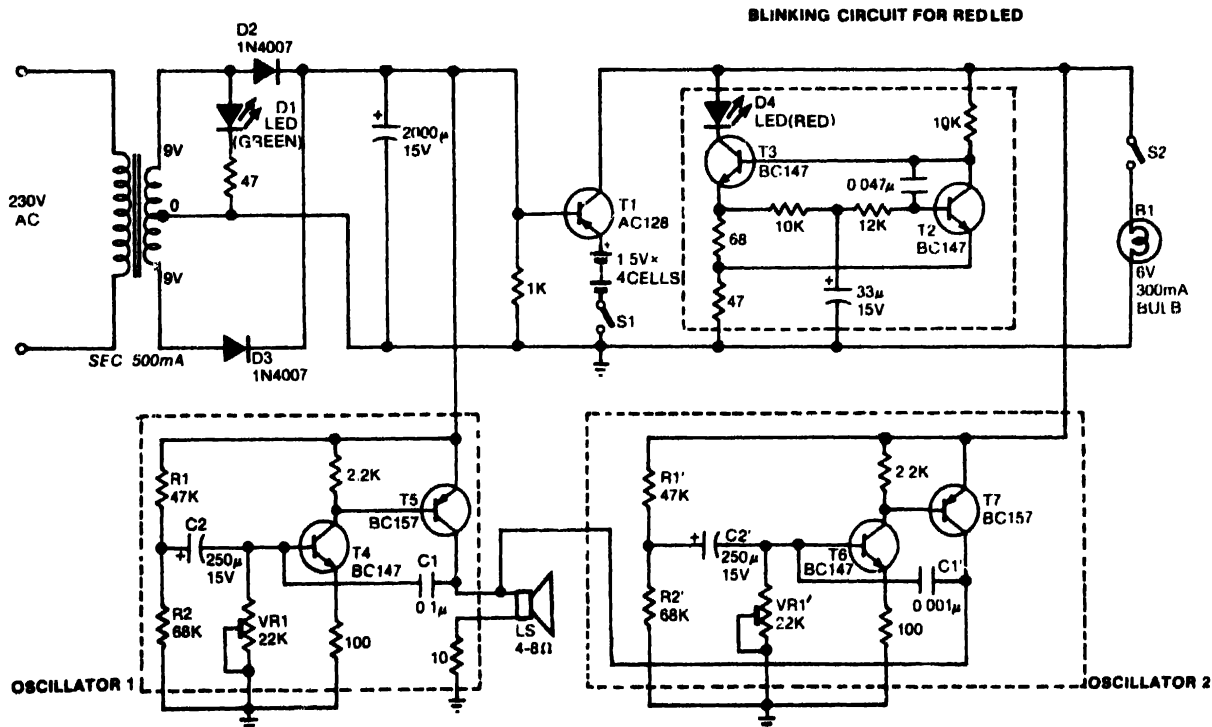 BLINKING CIRCUIT FOR RED LED
D2
1N4007
D1
LED
(GREEN)
9V
47
0
230V
AC
9V
SEC 500mA
D3
1N4007
+
2000μ
15V
T1
AC128
1K
+
1 5V×
4CELLS
S1
D4
LED(RED)
T3
BC147
10K
0 047μ
10K
12K
T2
BC147
68
47
+
33μ
15V
S2
B1
6V
300mA
BULB
R1
47K
2.2K
T5
BC157
C2
+
250μ
15V
T4
BC147
C1
0 1μ
R2
68K
VR1
22K
100
10
LS
4-8Ω
OSCILLATOR 1
R1'
47K
2.2K
T7
BC157
C2'
+
250μ
15V
T6
BC147
C1'
0 001μ
R2'
68K
VR1'
22K
100
OSCILLATOR 2